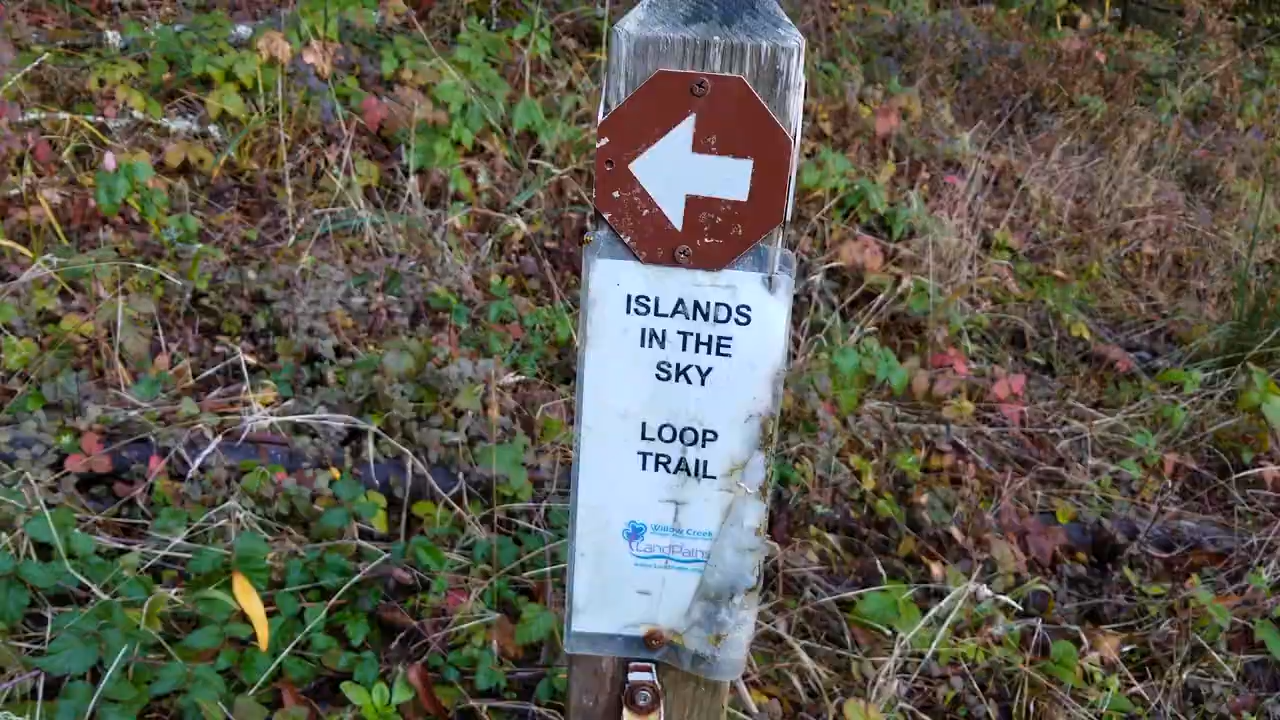 ISLANDS
IN THE
SKY
LOOP
TRAIL
Willow Creek
LandPaths